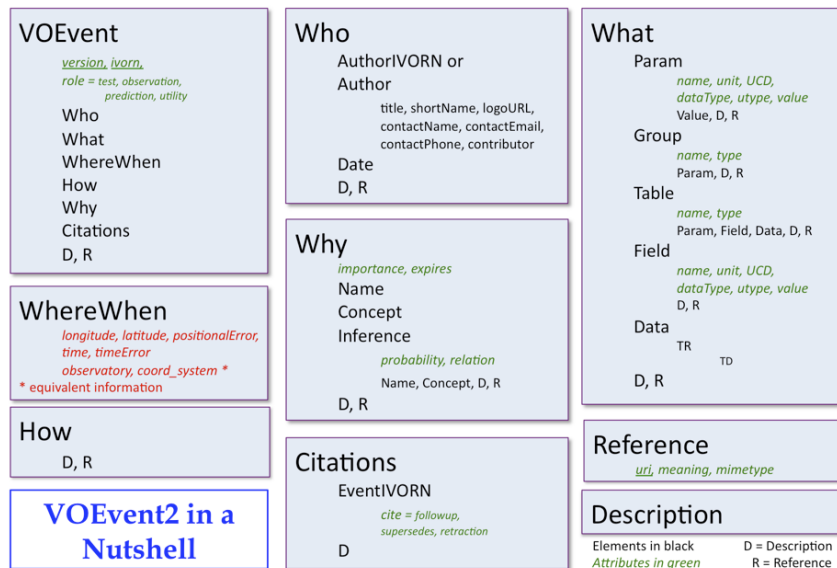 VOEvent
version, ivorn,
role = test, observation,
prediction, utility
Who
What
WhereWhen
How
Why
Citations
D, R
WhereWhen
longitude, latitude, positionalError,
time, timeError
observatory, coord_system *
* equivalent information
How
D, R
VOEvent2 in a
Nutshell
Who
AuthorIVORN or
Author
title, shortName, logoURL,
contactName, contactEmail,
contactPhone, contributor
Date
D, R
Why
importance, expires
Name
Concept
Inference
probability, relation
Name, Concept, D, R
D, R
Citations
EventIVORN
cite = followup,
supersedes, retraction
D
What
Param
name, unit, UCD,
dataType, utype, value
Value, D, R
Group
name, type
Param, D, R
Table
name, type
Param, Field, Data, D, R
Field
name, unit, UCD,
dataType, utype, value
D, R
Data
TR
TD
D, R
Reference
uri, meaning, mimetype
Description
Elements in black D = Description
Attributes in green R = Reference